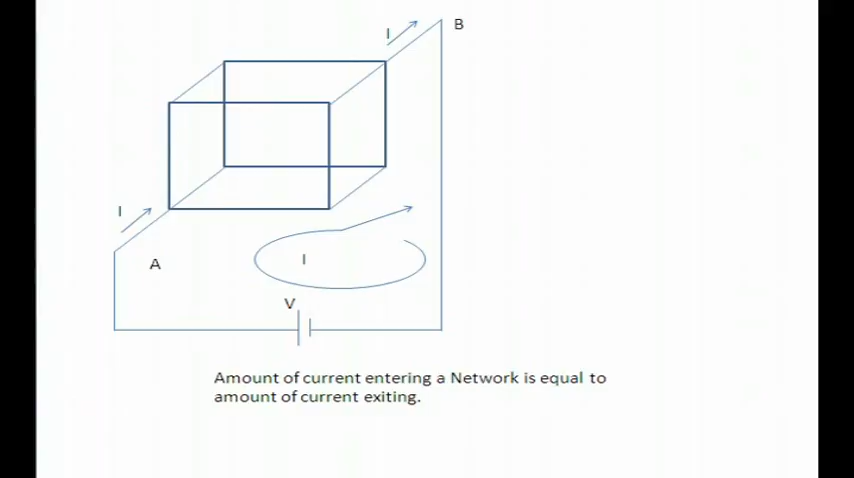 I
B
I
A
I
V
Amount of current entering a Network is equal to
amount of current exiting.